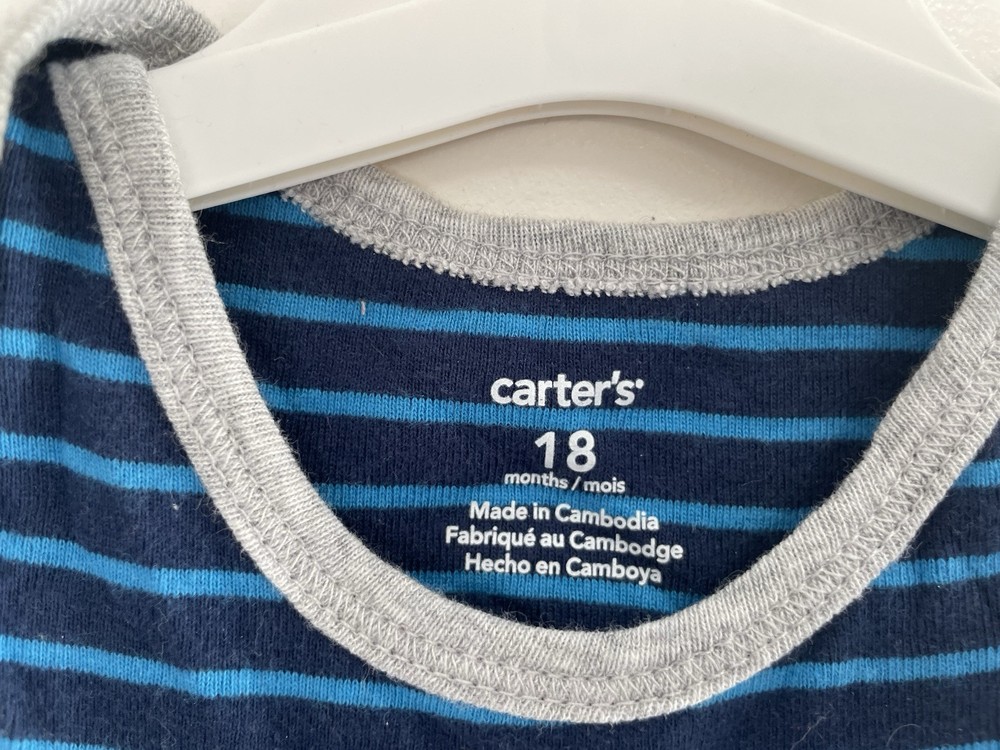 carter's
18
months / mois
Made in Cambodia
Fabriqué au Cambodge
Hecho en Camboya